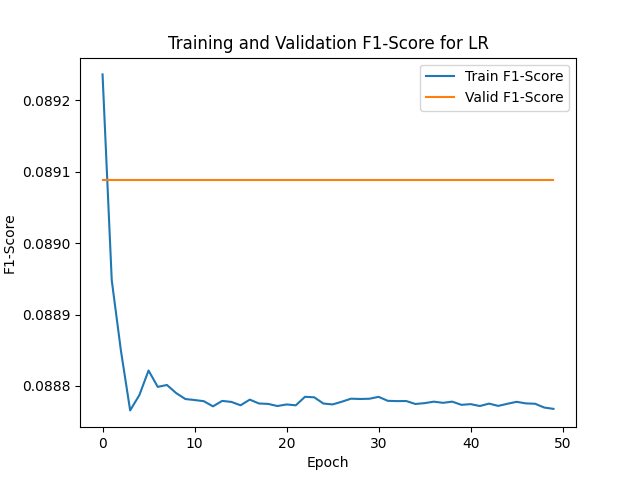 Training and Validation F1-Score for LR
Train F1-Score
Valid F1-Score
0.0892
0.0891
0.0890
0.0889
0.0888
F1-Score
0 10 20 30 40 50
Epoch